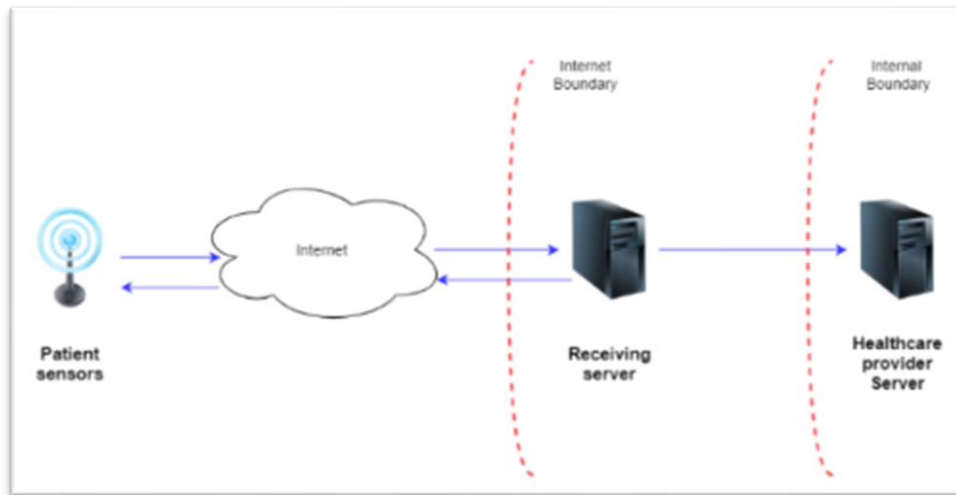 Internet
Boundary
Internal
Boundary
Internet
Patient
sensors
Receiving
server
Healthcare
provider
Server